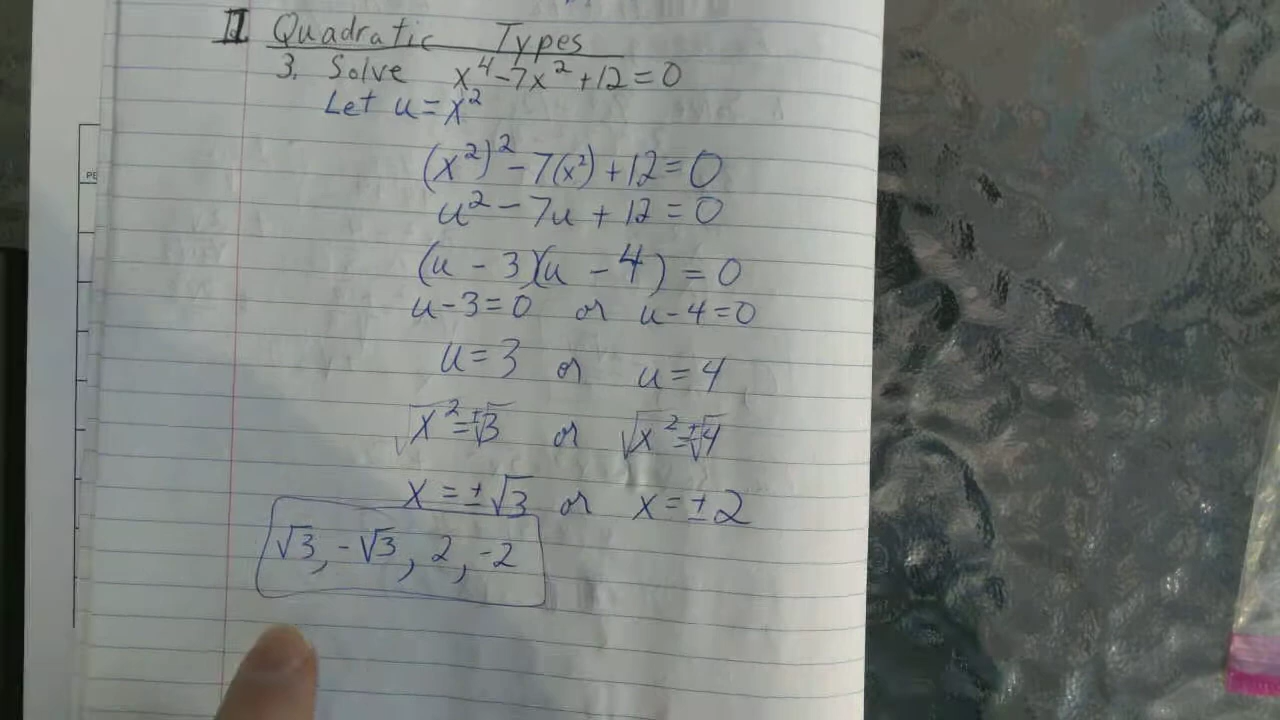 II Quadratic Types
3. Solve x⁴-7x²+12=0
Let u=x²
(x²)²-7(x²)+12=0
u²-7u+12=0
(u-3)(u-4)=0
u-3=0 or u-4=0
u=3 or u=4
√x²=±√3 or √x²=±√4
x=±√3 or x=±2
√3, -√3, 2, -2